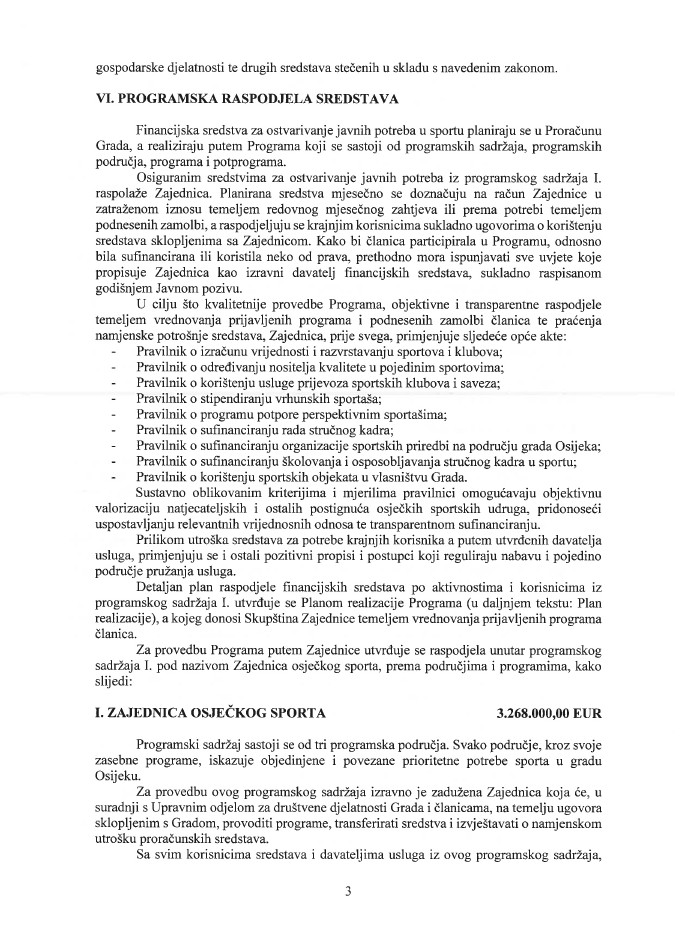 gospodarske djelatnosti te drugih sredstava stečenih u skladu s navedenim zakonom.
VI. PROGRAMSKA RASPODJELA SREDSTAVA
Financijska sredstva za ostvarivanje javnih potreba u sportu planiraju se u Proračunu
Grada, a realiziraju putem Programa koji se sastoji od programskih sadržaja, programskih
područja, programa i potprograma.
Osiguranim sredstvima za ostvarivanje javnih potreba iz programskog sadržaja I.
raspolaže Zajednica. Planirana sredstva mjesečno se doznačuju na račun Zajednice u
zatraženom iznosu temeljem redovnog mjesečnog zahtjeva ili prema potrebi temeljem
podnesenih zamolbi, a raspodjeljuju se krajnjim korisnicima sukladno ugovorima o korištenju
sredstava sklopljenima sa Zajednicom. Kako bi članica participirala u Programu, odnosno
bila sufinancirana ili koristila neko od prava, prethodno mora ispunjavati sve uvjete koje
propisuje Zajednica kao izravni davatelj financijskih sredstava, sukladno raspisanom
godišnjem Javnom pozivu.
U cilju što kvalitetnije provedbe Programa, objektivne i transparentne raspodjele
temeljem vrednovanja prijavljenih programa i podnesenih zamolbi članica te praćenja
namjenske potrošnje sredstava, Zajednica, prije svega, primjenjuje sljedeće opće akte:
- Pravilnik o izračunu vrijednosti i razvrstavanju sportova i klubova;
- Pravilnik o određivanju nositelja kvalitete u pojedinim sportovima;
- Pravilnik o korištenju usluge prijevoza sportskih klubova i saveza;
- Pravilnik o stipendiranju vrhunskih sportaša;
- Pravilnik o programu potpore perspektivnim sportašima;
- Pravilnik o sufinanciranju rada stručnog kadra;
- Pravilnik o sufinanciranju organizacije sportskih priredbi na području grada Osijeka;
- Pravilnik o sufinanciranju školovanja i osposobljavanja stručnog kadra u sportu;
- Pravilnik o korištenju sportskih objekata u vlasništvu Grada.
Sustavno oblikovanim kriterijima i mjerilima pravilnici omogućavaju objektivnu
valorizaciju natjecateljskih i ostalih postignuća osječkih sportskih udruga, pridonoseći
uspostavljanju relevantnih vrijednosnih odnosa te transparentnom sufinanciranju.
Prilikom utroška sredstava za potrebe krajnjih korisnika a putem utvrđenih davatelja
usluga, primjenjuju se i ostali pozitivni propisi i postupci koji reguliraju nabavu i pojedino
područje pružanja usluga.
Detaljan plan raspodjele financijskih sredstava po aktivnostima i korisnicima iz
programskog sadržaja I. utvrđuje se Planom realizacije Programa (u daljnjem tekstu: Plan
realizacije), a kojeg donosi Skupština Zajednice temeljem vrednovanja prijavljenih programa
članica.
Za provedbu Programa putem Zajednice utvrđuje se raspodjela unutar programskog
sadržaja I. pod nazivom Zajednica osječkog sporta, prema područjima i programima, kako
slijedi:
I. ZAJEDNICA OSJEČKOG SPORTA 3.268.000,00 EUR
Programski sadržaj sastoji se od tri programska područja. Svako područje, kroz svoje
zasebne programe, iskazuje objedinjene i povezane prioritetne potrebe sporta u gradu
Osijeku.
Za provedbu ovog programskog sadržaja izravno je zadužena Zajednica koja će, u
suradnji s Upravnim odjelom za društvene djelatnosti Grada i članicama, na temelju ugovora
sklopljenim s Gradom, provoditi programe, transferirati sredstva i izvještavati o namjenskom
utrošku proračunskih sredstava.
Sa svim korisnicima sredstava i davateljima usluga iz ovog programskog sadržaja,
3